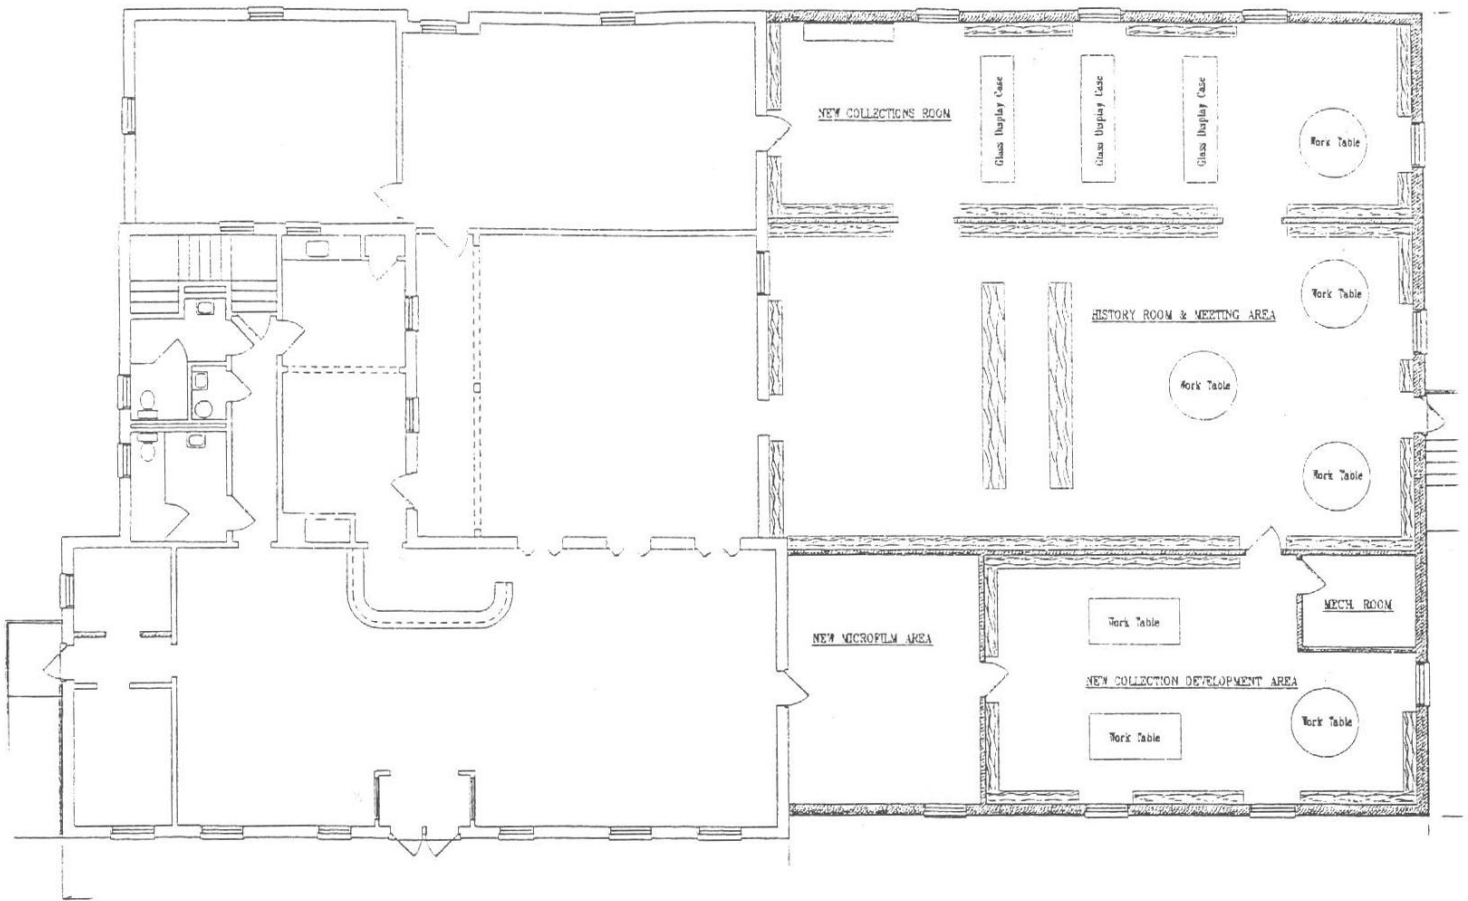 NEW COLLECTIONS ROOM
Glass Display Case
Glass Display Case
Glass Display Case
Work Table
Work Table
HISTORY ROOM & MEETING AREA
Work Table
Work Table
MECH. ROOM
Work Table
NEW MICROFILM AREA
NEW COLLECTION DEVELOPMENT AREA
Work Table
Work Table